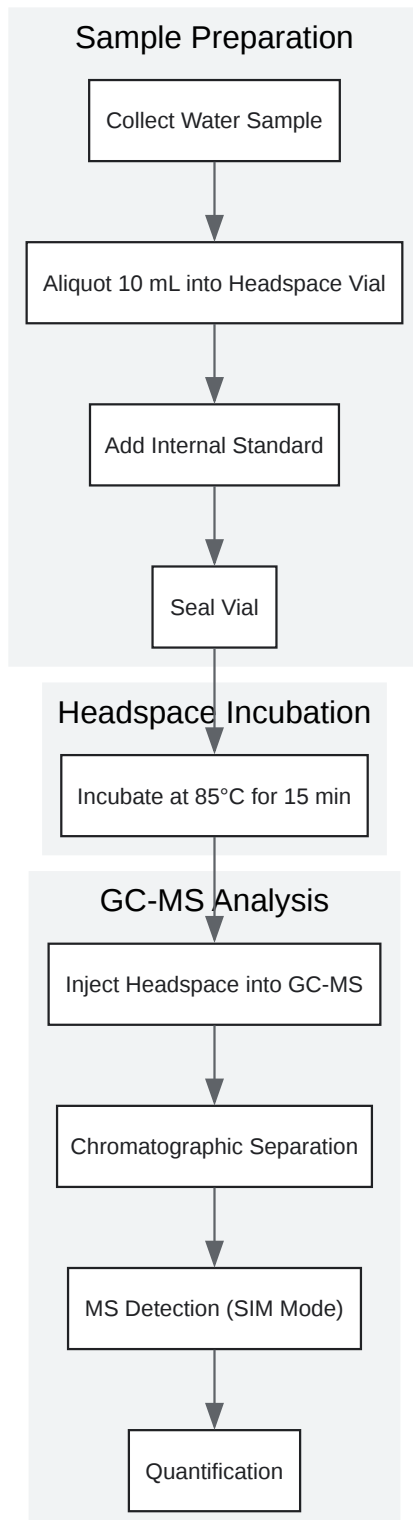 Sample Preparation
Collect Water Sample
Aliquot 10 mL into Headspace Vial
Add Internal Standard
Seal Vial
Headspace Incubation
Incubate at 85°C for 15 min
GC-MS Analysis
Inject Headspace into GC-MS
Chromatographic Separation
MS Detection (SIM Mode)
Quantification